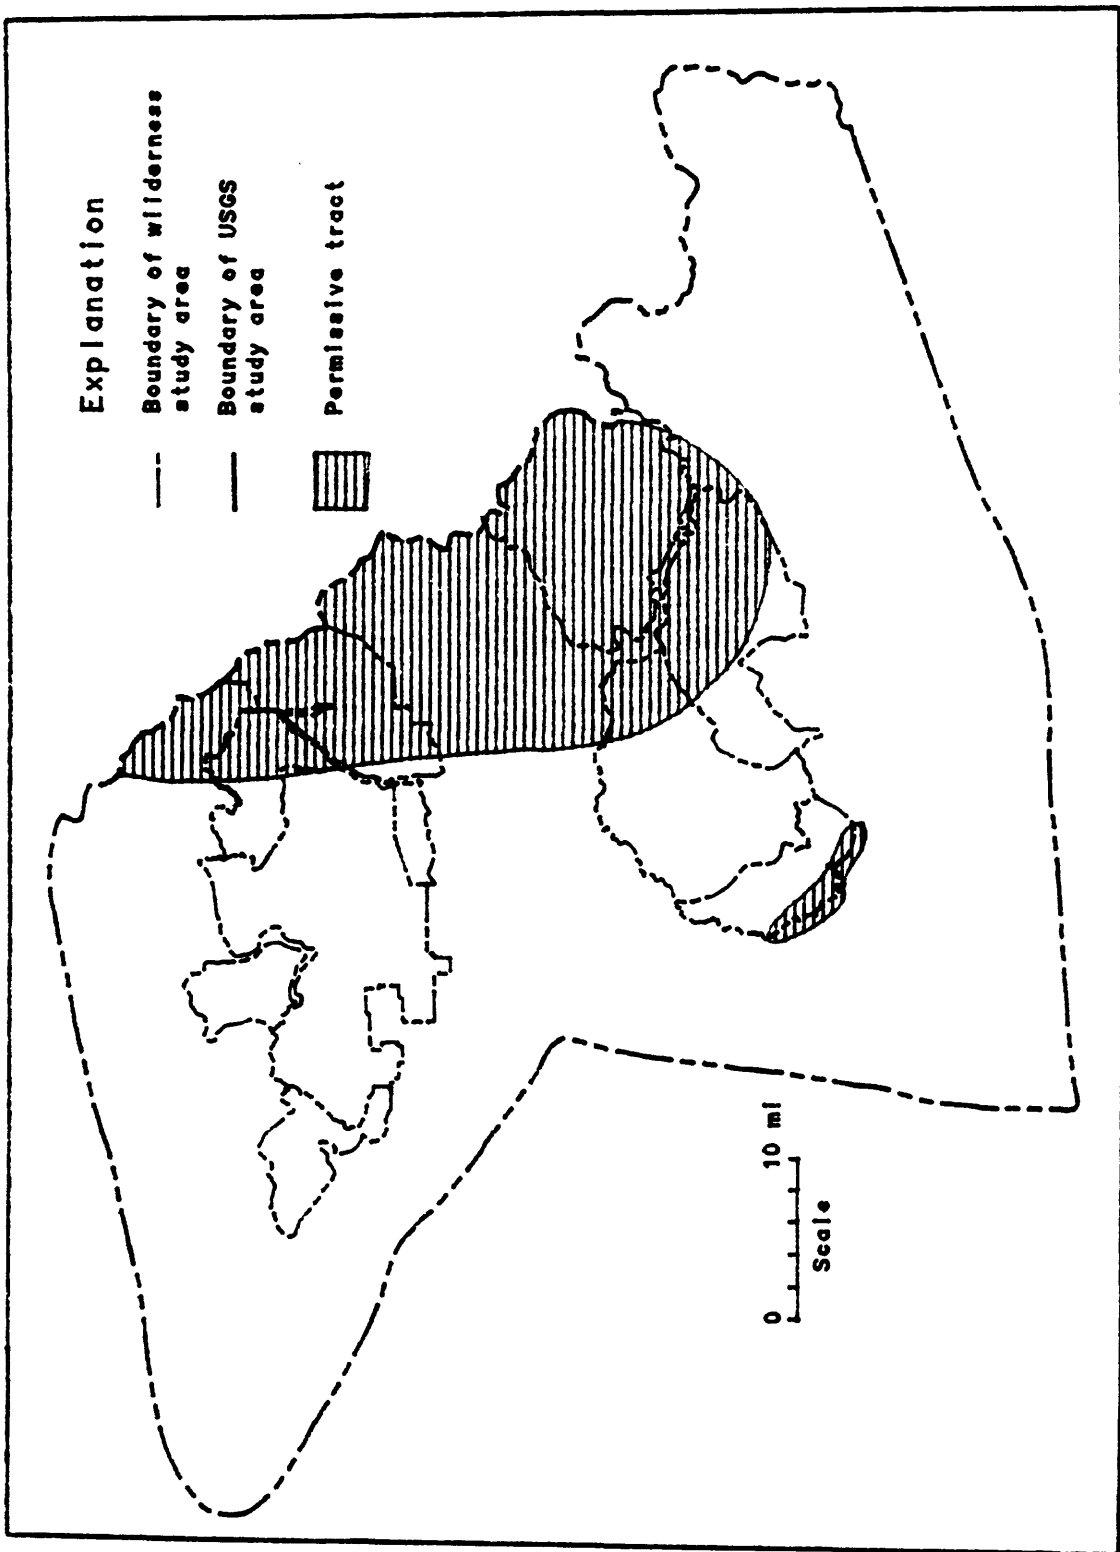 Explanation
Boundary of wilderness
study area
Boundary of USGS
study area
Permissive tract
0 10 mi
Scale